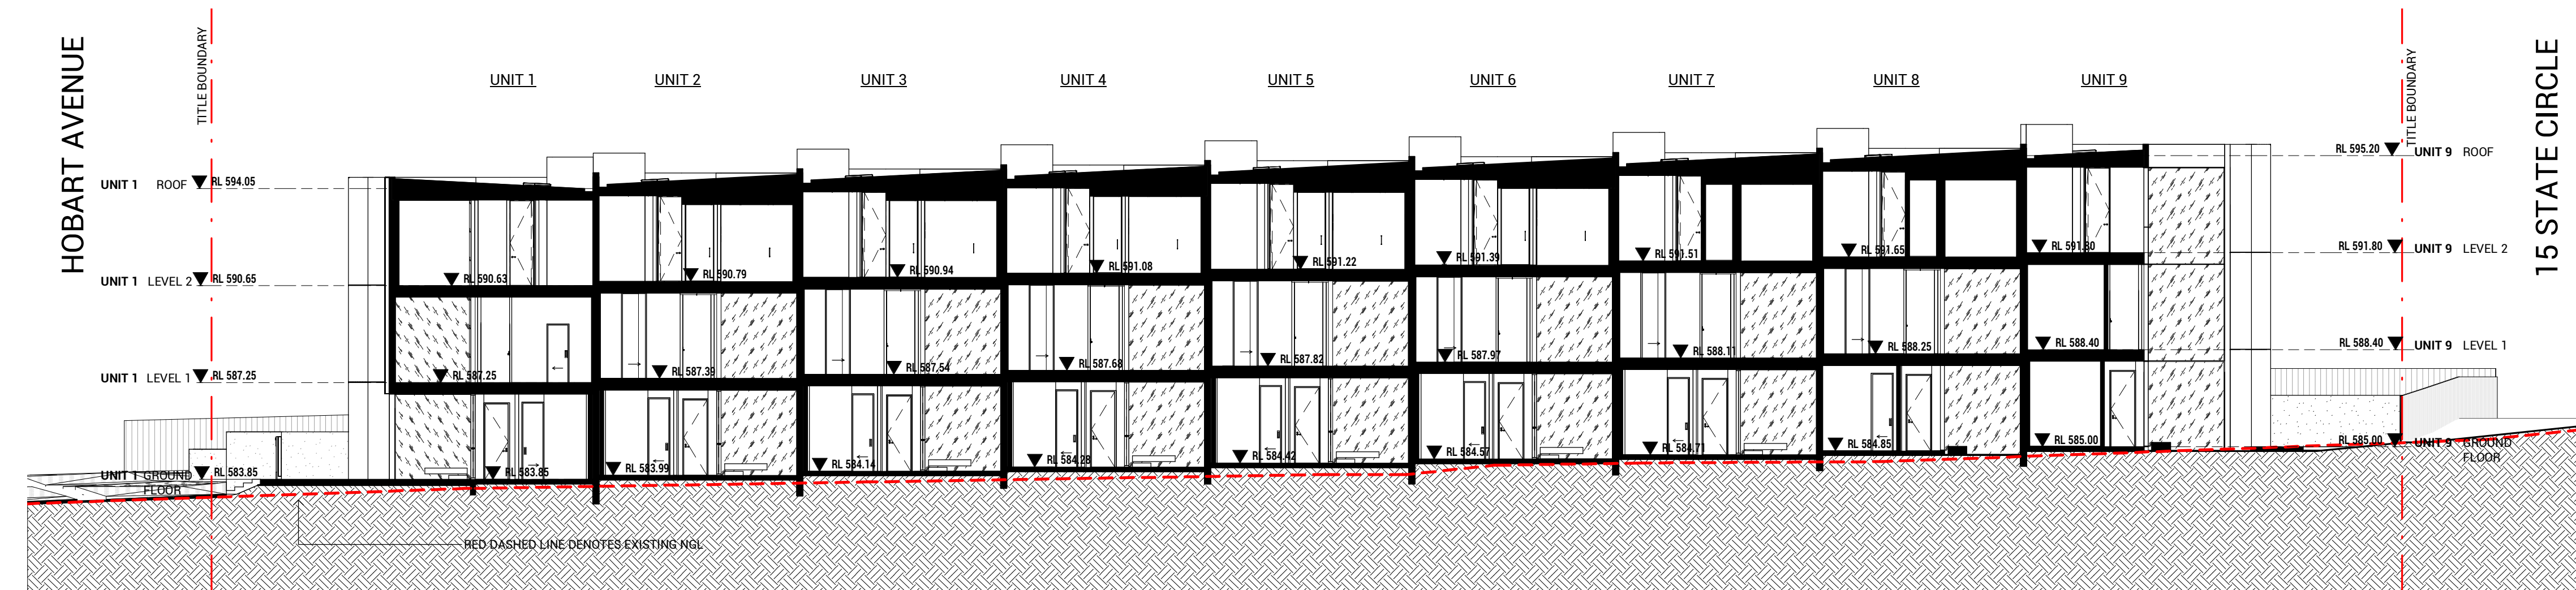 HOBART AVENUE
TITLE BOUNDARY
UNIT 1
UNIT 2
UNIT 3
UNIT 4
UNIT 5
UNIT 6
UNIT 7
UNIT 8
UNIT 9
TITLE BOUNDARY
15 STATE CIRCLE
UNIT 1 ROOF RL 594.05
RL 595.20 UNIT 9 ROOF
UNIT 1 LEVEL 2 RL 590.65
RL 590.63
RL 590.79
RL 590.94
RL 591.08
RL 591.22
RL 591.39
RL 591.51
RL 591.65
RL 591.80
RL 591.80 UNIT 9 LEVEL 2
UNIT 1 LEVEL 1 RL 587.25
RL 587.25
RL 587.39
RL 587.54
RL 587.68
RL 587.82
RL 587.97
RL 588.11
RL 588.25
RL 588.40
RL 588.40 UNIT 9 LEVEL 1
UNIT 1 GROUND RL 583.85
FLOOR
RL 583.85
RL 583.99
RL 584.14
RL 584.28
RL 584.42
RL 584.57
RL 584.71
RL 584.85
RL 585.00
RL 585.00 UNIT 9 GROUND
FLOOR
RED DASHED LINE DENOTES EXISTING NGL